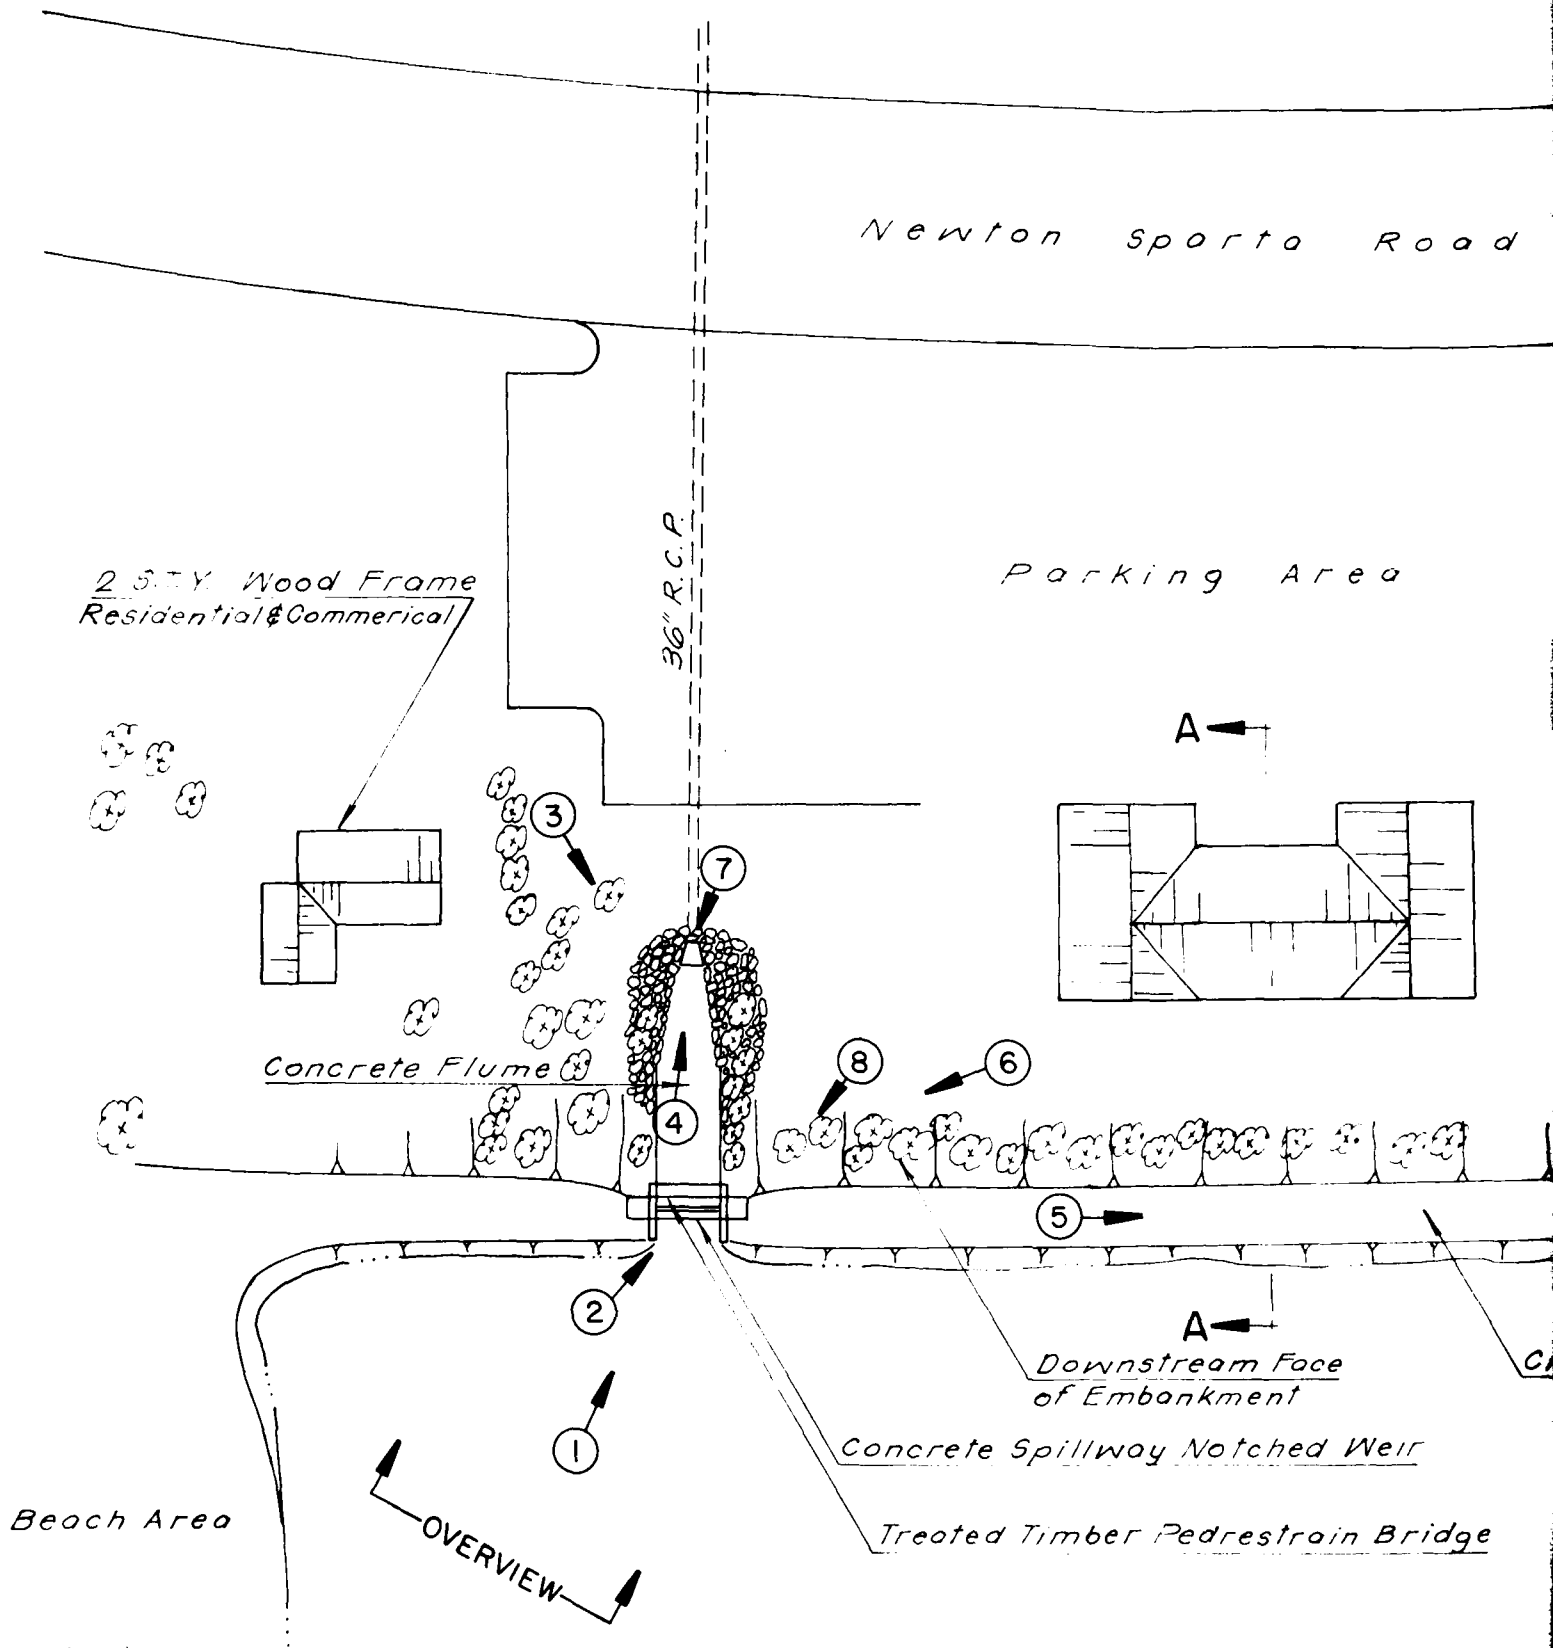 Newton Sparta Road
36" R.C.P.
Parking Area
2 S.T.Y. Wood Frame
Residential & Commerical
A
3
7
8
6
Concrete Flume
4
5
2
A
Downstream Face
of Embankment
1
Concrete Spillway Notched Weir
Beach Area
OVERVIEW
Treated Timber Pedrestrain Bridge